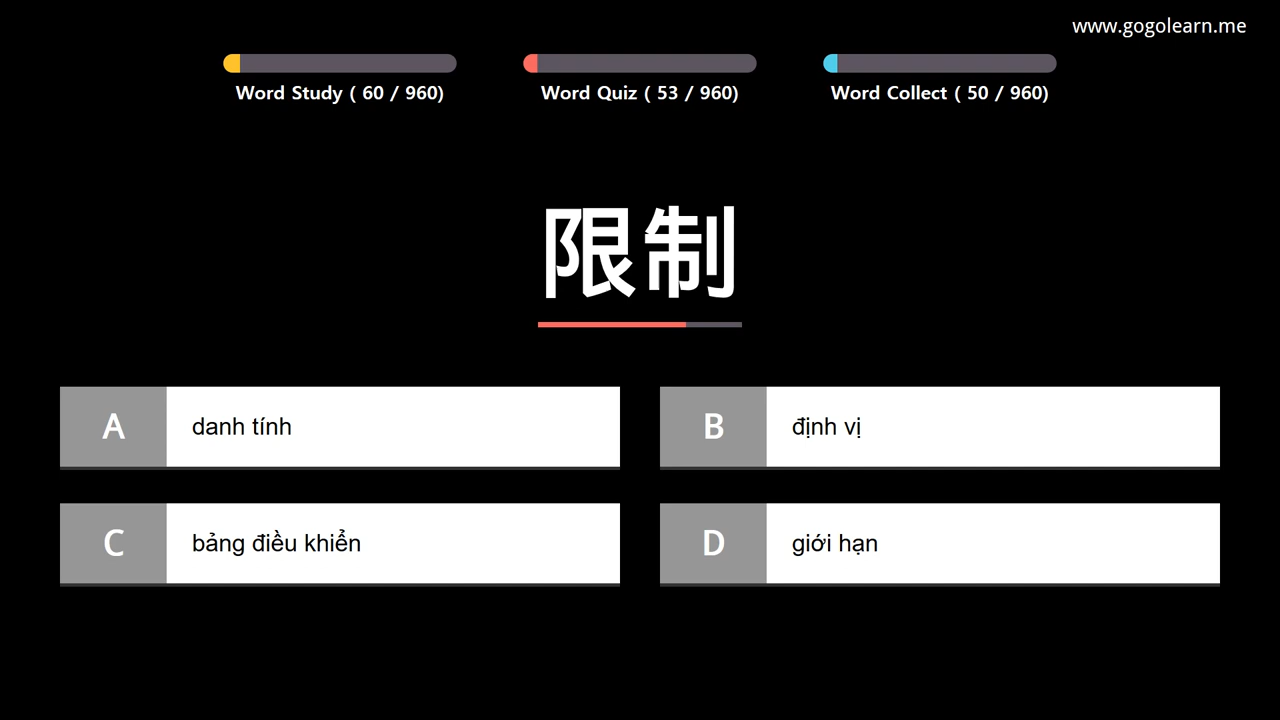 www.gogolearn.me
Word Study ( 60 / 960)
Word Quiz ( 53 / 960)
Word Collect ( 50 / 960)
限制
A danh tính
B định vị
C bảng điều khiển
D giới hạn